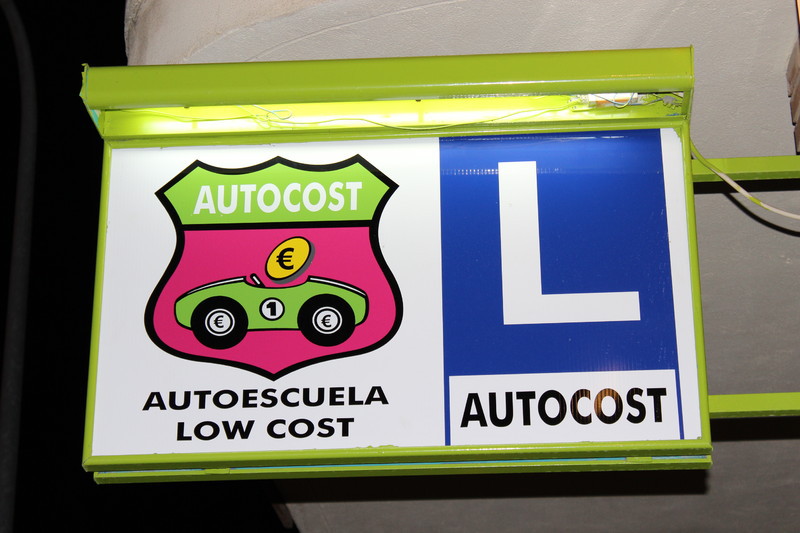 AUTOCOST
€
1
€ €
AUTOESCUELA
LOW COST
L
AUTOCOST